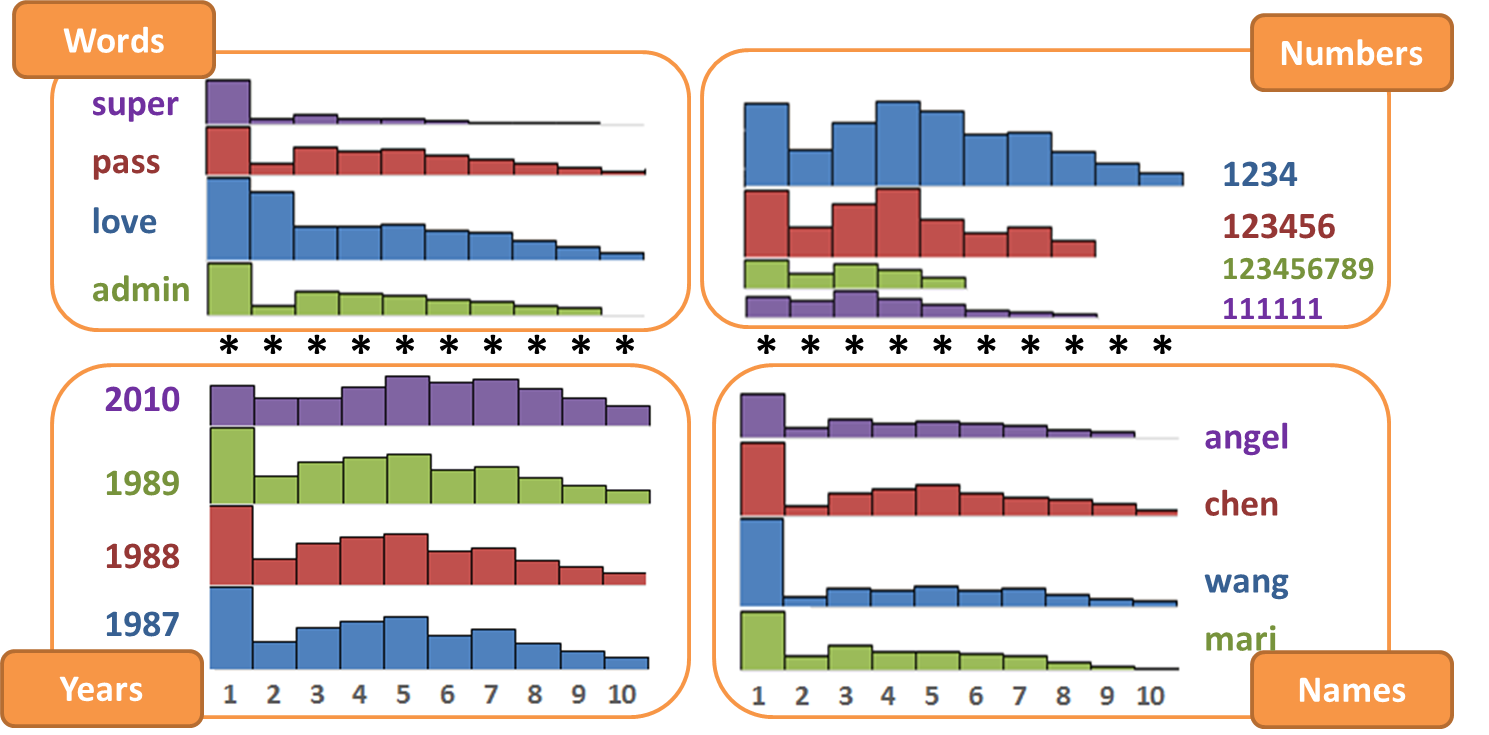 Words
super
pass
love
admin
Numbers
1234
123456
123456789
111111
* * * * * * * * * *
* * * * * * * * * *
2010
1989
1988
1987
Years
1 2 3 4 5 6 7 8 9 10
angel
chen
wang
mari
Names
1 2 3 4 5 6 7 8 9 10